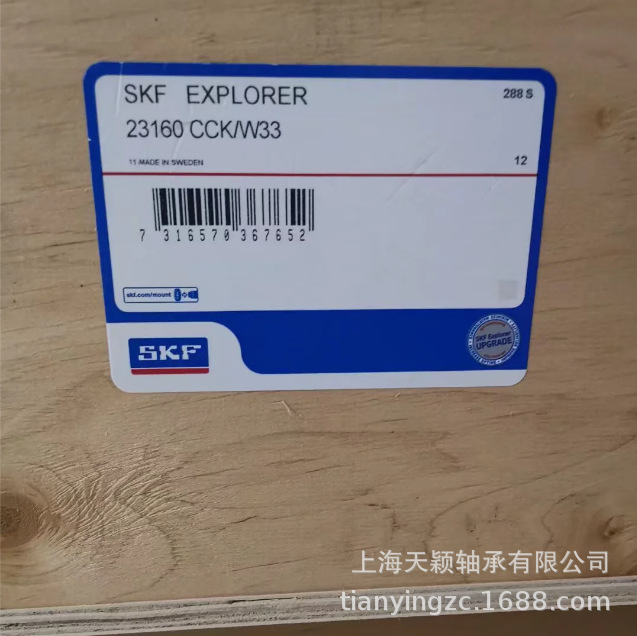 SKF EXPLORER
288 S
23160 CCK/W33
11 MADE IN SWEDEN
12
7 316570 367652
skf.com/mount
SKF
SKF Explorer
UPGRADE
上海天颖轴承有限公司
tianyingzc.1688.com